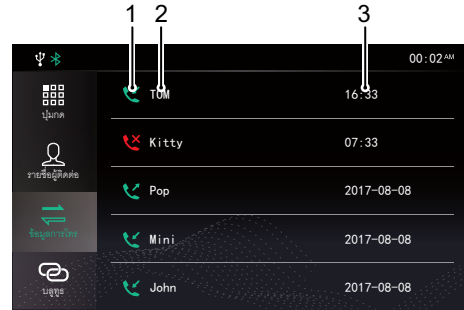 1 2 3
00:02 AM
ปุ่มกด
TOM 16:33
รายชื่อผู้ติดต่อ
Kitty 07:33
Pop 2017-08-08
ข้อมูลการโทร
Mini 2017-08-08
บลูทูธ
John 2017-08-08